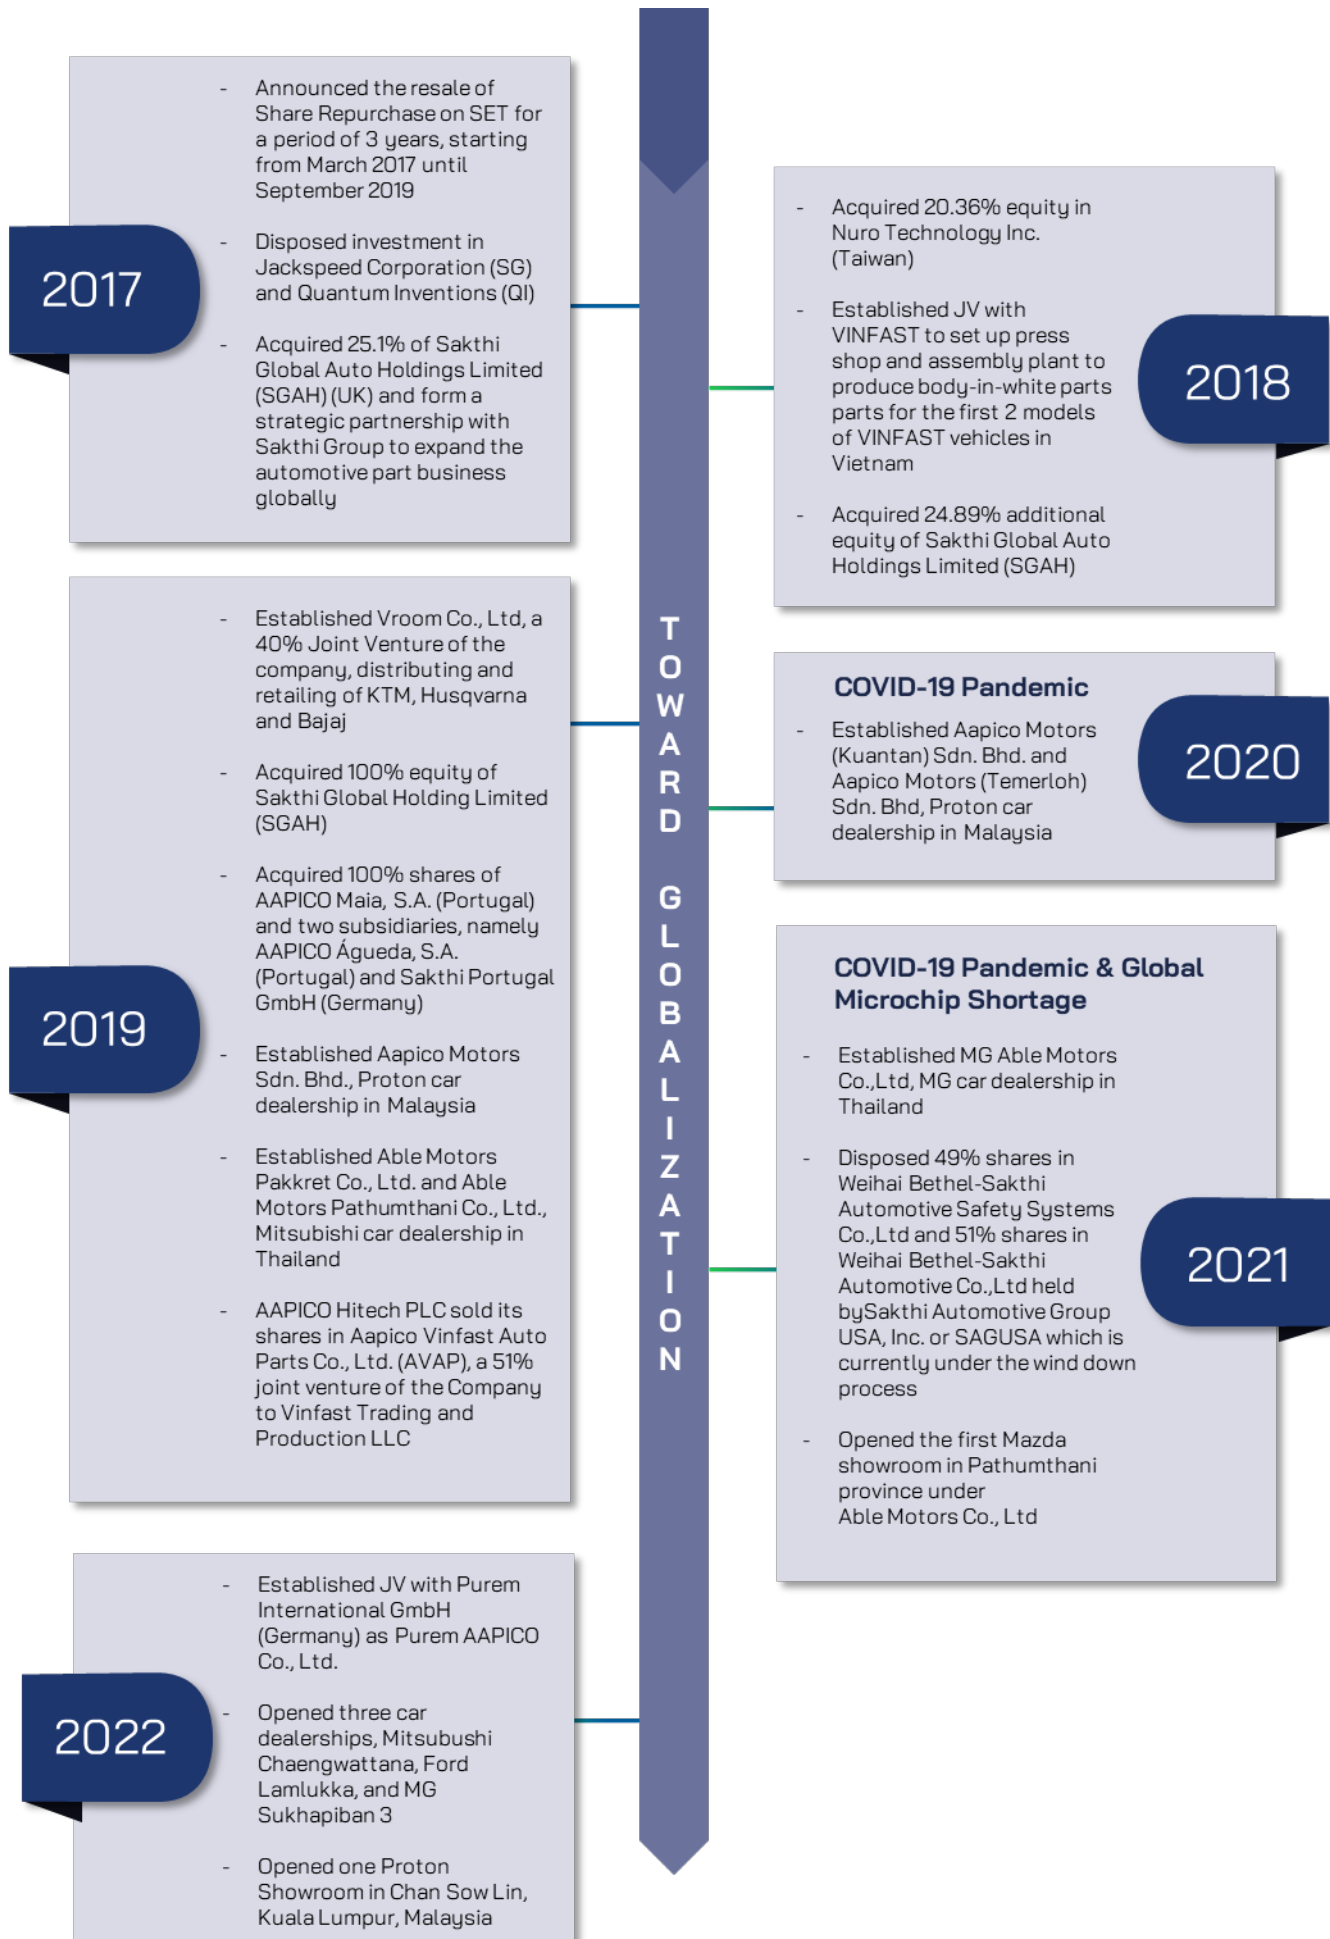 2017
- Announced the resale of
Share Repurchase on SET for
a period of 3 years, starting
from March 2017 until
September 2019
- Disposed investment in
Jackspeed Corporation (SG)
and Quantum Inventions (QI)
- Acquired 25.1% of Sakthi
Global Auto Holdings Limited
(SGAH) (UK) and form a
strategic partnership with
Sakthi Group to expand the
automotive part business
globally
2018
- Acquired 20.36% equity in
Nuro Technology Inc.
(Taiwan)
- Established JV with
VINFAST to set up press
shop and assembly plant to
produce body-in-white parts
parts for the first 2 models
of VINFAST vehicles in
Vietnam
- Acquired 24.89% additional
equity of Sakthi Global Auto
Holdings Limited (SGAH)
TOWARD GLOBALIZATION
2019
- Established Vroom Co., Ltd, a
40% Joint Venture of the
company, distributing and
retailing of KTM, Husqvarna
and Bajaj
- Acquired 100% equity of
Sakthi Global Holding Limited
(SGAH)
- Acquired 100% shares of
AAPICO Maia, S.A. (Portugal)
and two subsidiaries, namely
AAPICO Águeda, S.A.
(Portugal) and Sakthi Portugal
GmbH (Germany)
- Established Aapico Motors
Sdn. Bhd., Proton car
dealership in Malaysia
- Established Able Motors
Pakkret Co., Ltd. and Able
Motors Pathumthani Co., Ltd.,
Mitsubishi car dealership in
Thailand
- AAPICO Hitech PLC sold its
shares in Aapico Vinfast Auto
Parts Co., Ltd. (AVAP), a 51%
joint venture of the Company
to Vinfast Trading and
Production LLC
2020
COVID-19 Pandemic
- Established Aapico Motors
(Kuantan) Sdn. Bhd. and
Aapico Motors (Temerloh)
Sdn. Bhd, Proton car
dealership in Malaysia
2021
COVID-19 Pandemic & Global
Microchip Shortage
- Established MG Able Motors
Co.,Ltd, MG car dealership in
Thailand
- Disposed 49% shares in
Weihai Bethel-Sakthi
Automotive Safety Systems
Co.,Ltd and 51% shares in
Weihai Bethel-Sakthi
Automotive Co.,Ltd held
bySakthi Automotive Group
USA, Inc. or SAGUSA which is
currently under the wind down
process
- Opened the first Mazda
showroom in Pathumthani
province under
Able Motors Co., Ltd
2022
- Established JV with Purem
International GmbH
(Germany) as Purem AAPICO
Co., Ltd.
- Opened three car
dealerships, Mitsubushi
Chaengwattana, Ford
Lamlukka, and MG
Sukhapiban 3
- Opened one Proton
Showroom in Chan Sow Lin,
Kuala Lumpur, Malaysia